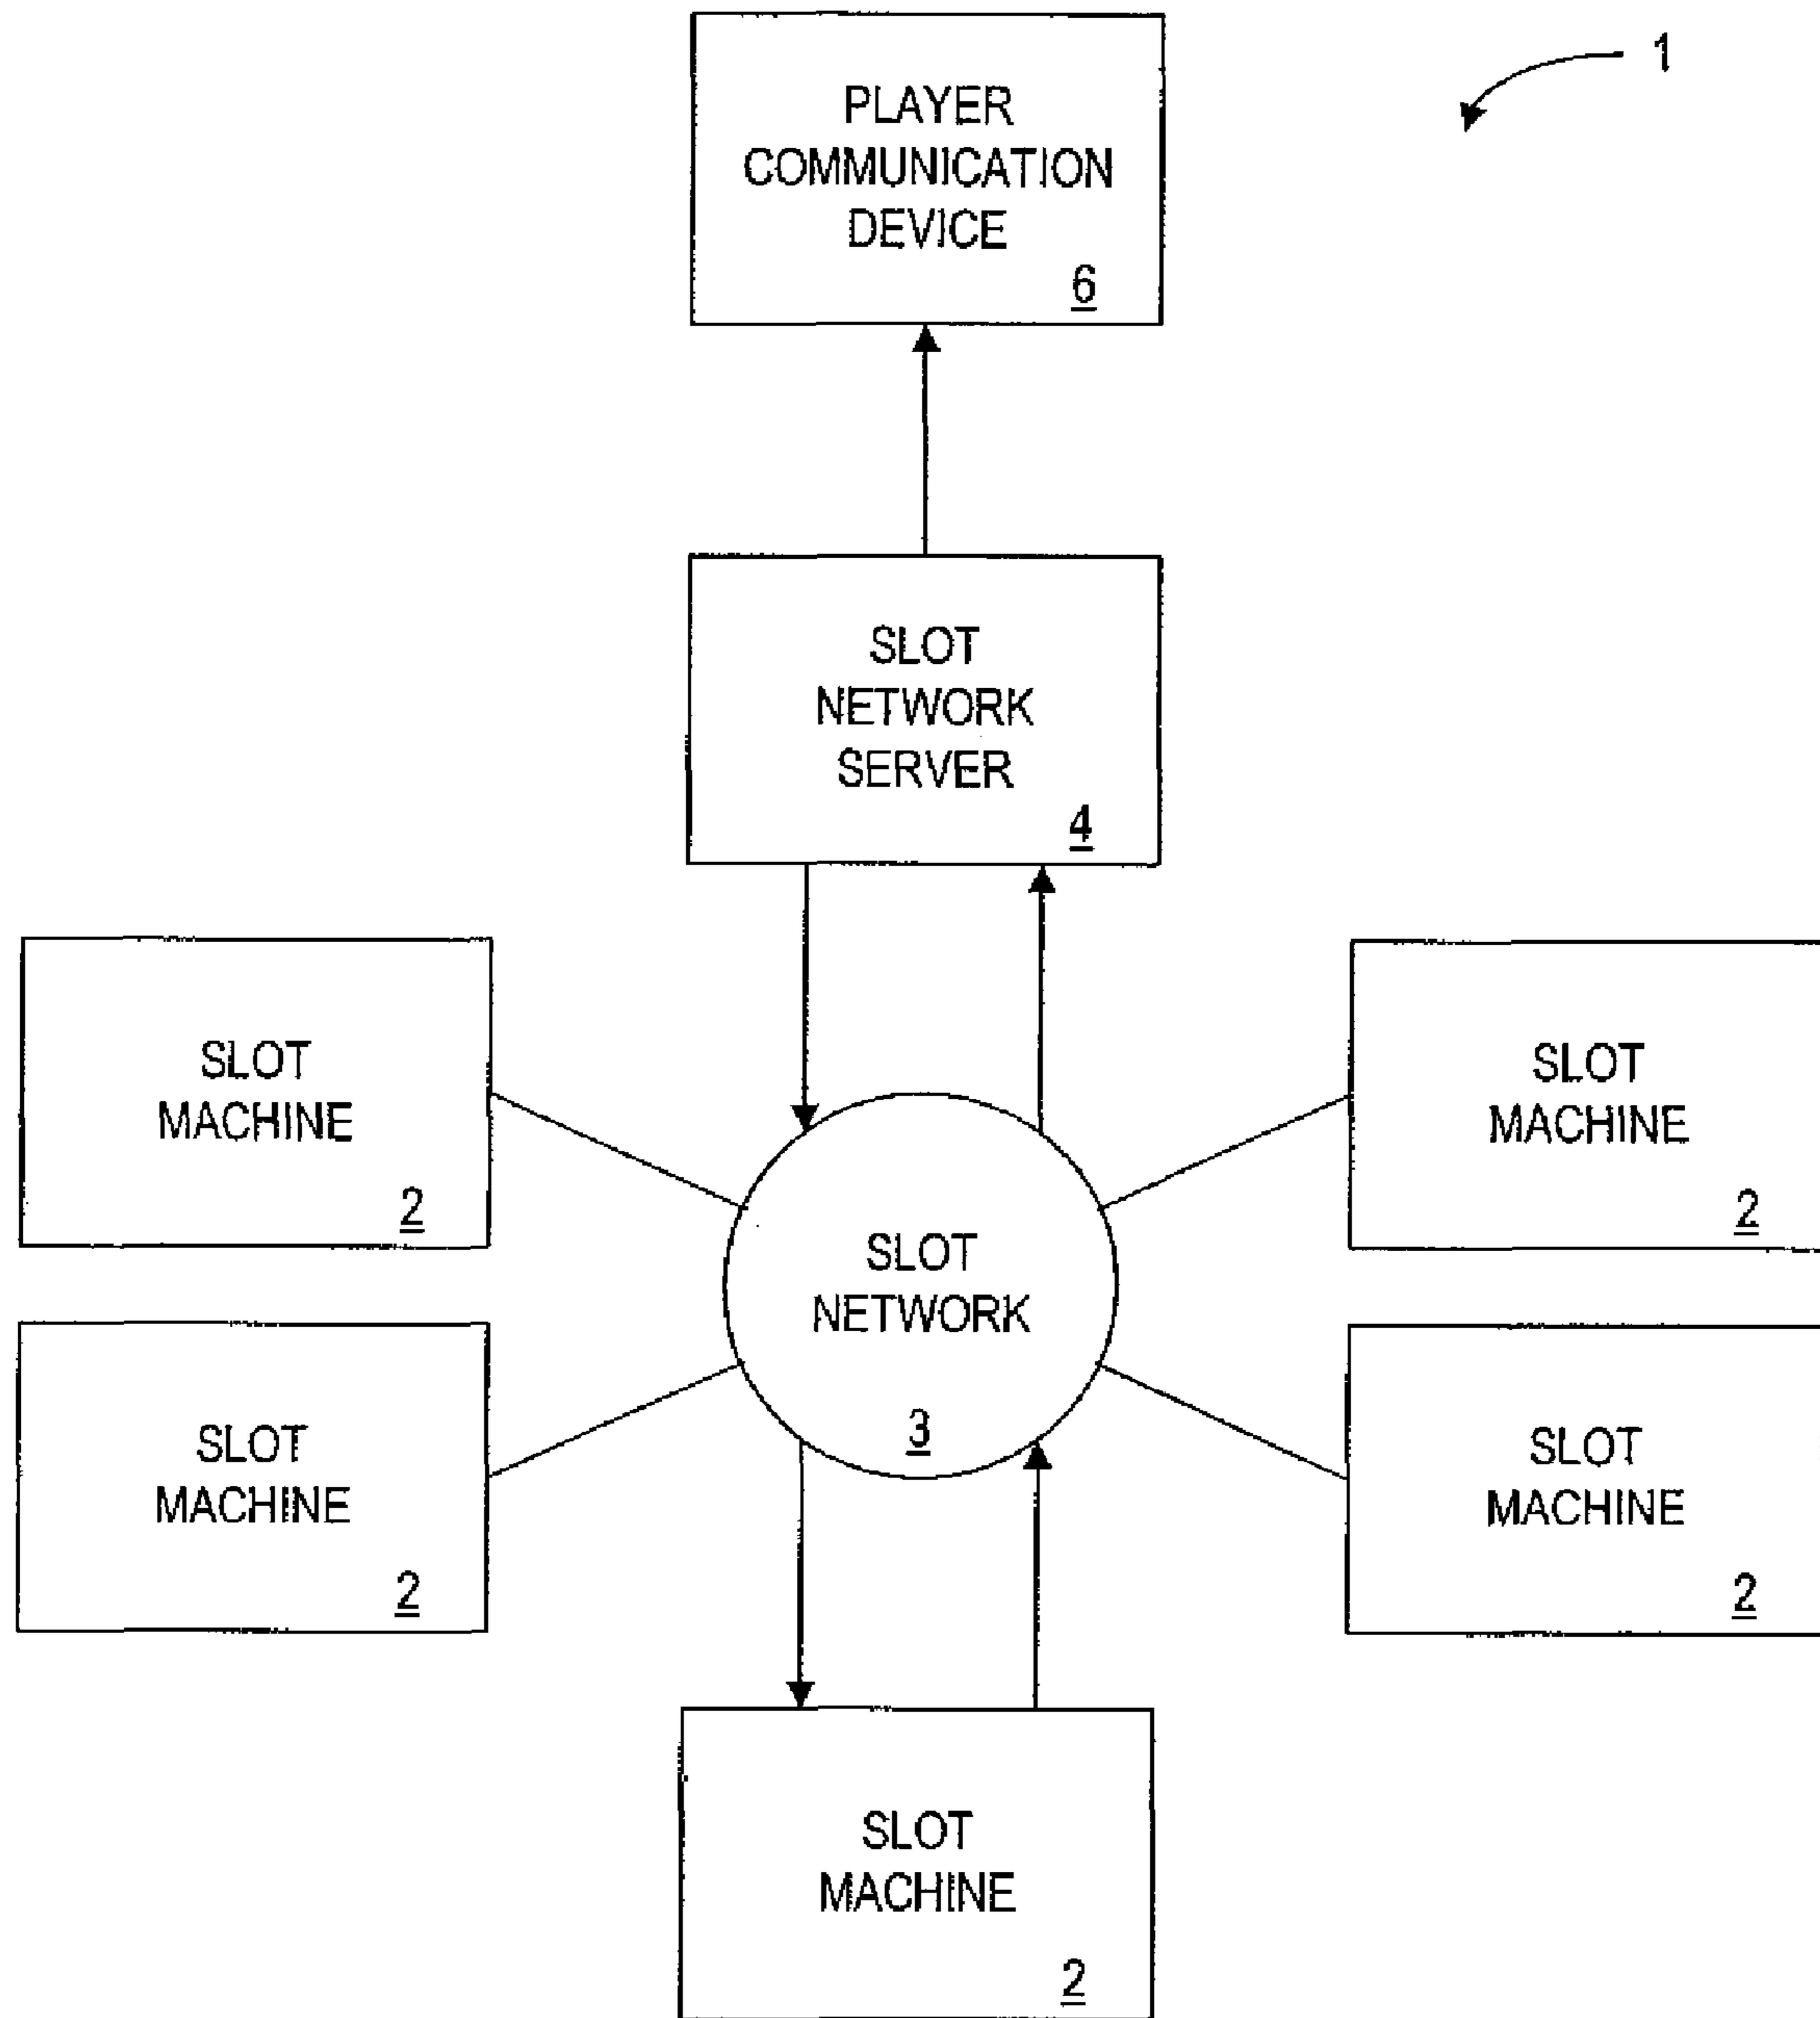 1
PLAYER
COMMUNICATION
DEVICE
6
SLOT
NETWORK
SERVER
4
SLOT
MACHINE
2
SLOT
MACHINE
2
SLOT
NETWORK
3
SLOT
MACHINE
2
SLOT
MACHINE
2
SLOT
MACHINE
2